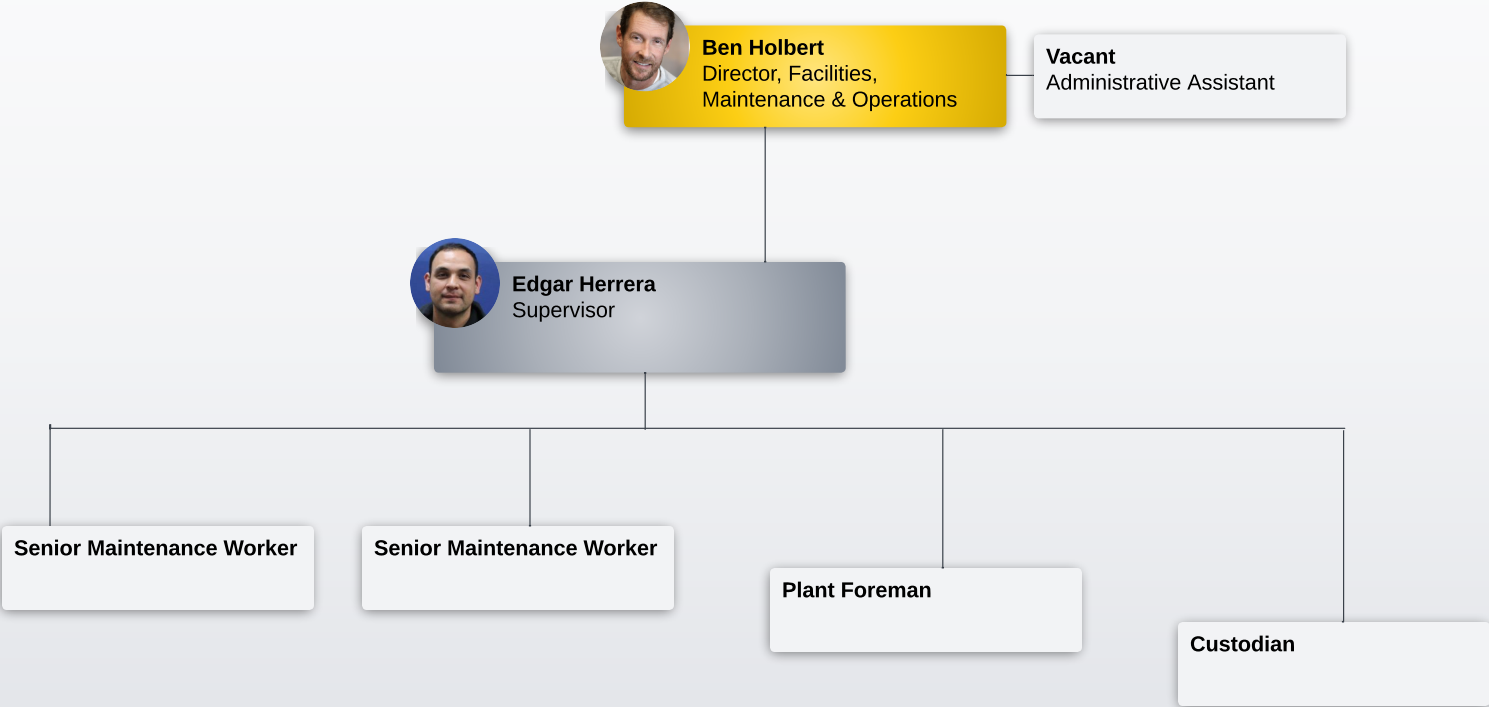 Ben Holbert
Director, Facilities,
Maintenance & Operations
Vacant
Administrative Assistant
Edgar Herrera
Supervisor
Senior Maintenance Worker
Senior Maintenance Worker
Plant Foreman
Custodian